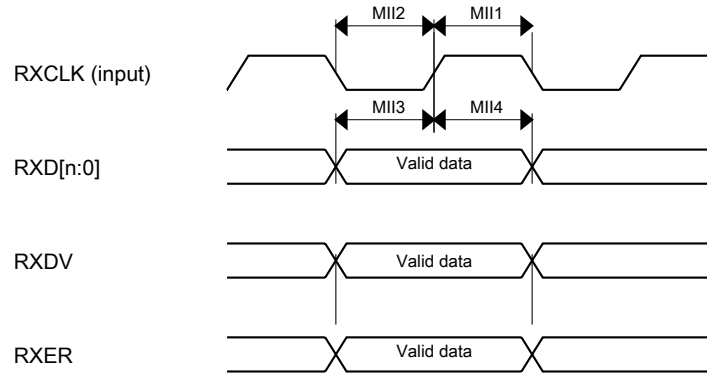 MII2 MII1
RXCLK (input)
MII3 MII4
RXD[n:0] Valid data
RXDV Valid data
RXER Valid data